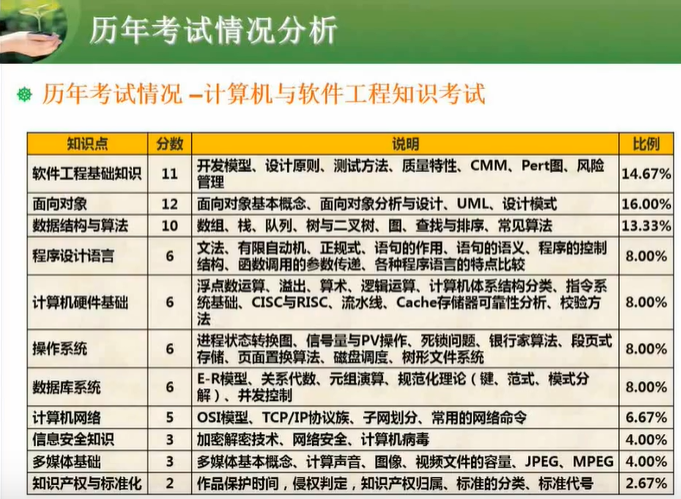 历年考试情况分析
历年考试情况 –计算机与软件工程知识考试
知识点 分数 说明 比例
软件工程基础知识 11 开发模型、设计原则、测试方法、质量特性、CMM、Pert图、风险
管理 14.67%
面向对象 12 面向对象基本概念、面向对象分析与设计、UML、设计模式 16.00%
数据结构与算法 10 数组、栈、队列、树与二叉树、图、查找与排序、常见算法 13.33%
程序设计语言 6 文法、有限自动机、正规式、语句的作用、语句的语义、程序的控制
结构、函数调用的参数传递、各种程序语言的特点比较 8.00%
计算机硬件基础 6 浮点数运算、溢出、算术、逻辑运算、计算机体系结构分类、指令系
统基础、CISC与RISC、流水线、Cache存储器可靠性分析、校验方
法 8.00%
操作系统 6 进程状态转换图、信号量与PV操作、死锁问题、银行家算法、段页式
存储、页面置换算法、磁盘调度、树形文件系统 8.00%
数据库系统 6 E-R模型、关系代数、元组演算、规范化理论（键、范式、模式分
解）、并发控制 8.00%
计算机网络 5 OSI模型、TCP/IP协议族、子网划分、常用的网络命令 6.67%
信息安全知识 3 加密解密技术、网络安全、计算机病毒 4.00%
多媒体基础 3 多媒体基本概念、计算声音、图像、视频文件的容量、JPEG、MPEG 4.00%
知识产权与标准化 2 作品保护时间，侵权判定，知识产权归属、标准的分类、标准代号 2.67%